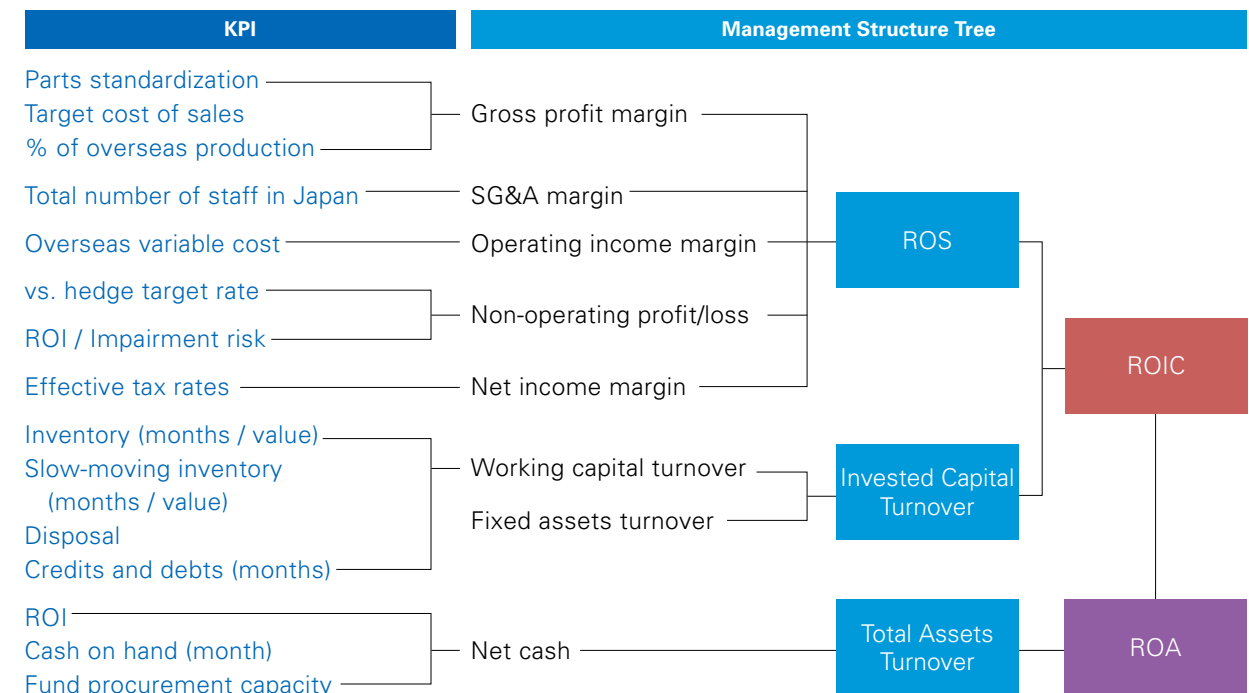 KPI
Management Structure Tree
Parts standardization
Target cost of sales
% of overseas production
Gross profit margin
Total number of staff in Japan
SG&A margin
Overseas variable cost
Operating income margin
ROS
vs. hedge target rate
ROI / Impairment risk
Non-operating profit/loss
Effective tax rates
Net income margin
ROIC
Inventory (months / value)
Slow-moving inventory
(months / value)
Disposal
Credits and debts (months)
Working capital turnover
Fixed assets turnover
Invested Capital
Turnover
ROI
Cash on hand (month)
Fund procurement capacity
Net cash
Total Assets
Turnover
ROA